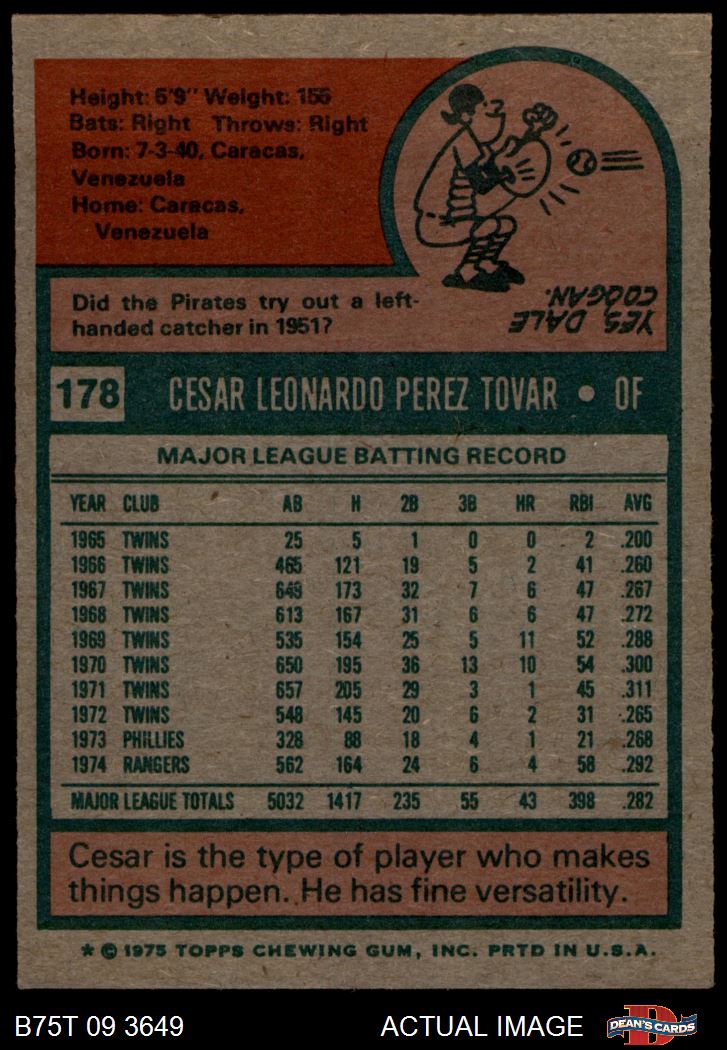 Height: 5'9" Weight: 155
Bats: Right Throws: Right
Born: 7-3-40, Caracas,
Venezuela
Home: Caracas,
Venezuela
Did the Pirates try out a left-
handed catcher in 1951?
YES, DALE
COOGAN.
178 CESAR LEONARDO PEREZ TOVAR • OF
MAJOR LEAGUE BATTING RECORD
YEAR CLUB AB H 2B 3B HR RBI AVG
1965 TWINS 25 5 1 0 0 2 .200
1966 TWINS 465 121 19 5 2 41 .260
1967 TWINS 649 173 32 7 6 47 .267
1968 TWINS 613 167 31 6 6 47 .272
1969 TWINS 535 154 25 5 11 52 .288
1970 TWINS 650 195 36 13 10 54 .300
1971 TWINS 657 205 29 3 1 45 .311
1972 TWINS 548 145 20 6 2 31 .265
1973 PHILLIES 328 88 18 4 1 21 .268
1974 RANGERS 562 164 24 6 4 58 .292
MAJOR LEAGUE TOTALS 5032 1417 235 55 43 398 .282
Cesar is the type of player who makes
things happen. He has fine versatility.
* © 1975 TOPPS CHEWING GUM, INC. PRTD IN U.S.A.
B75T 09 3649 ACTUAL IMAGE D DEAN'S CARDS